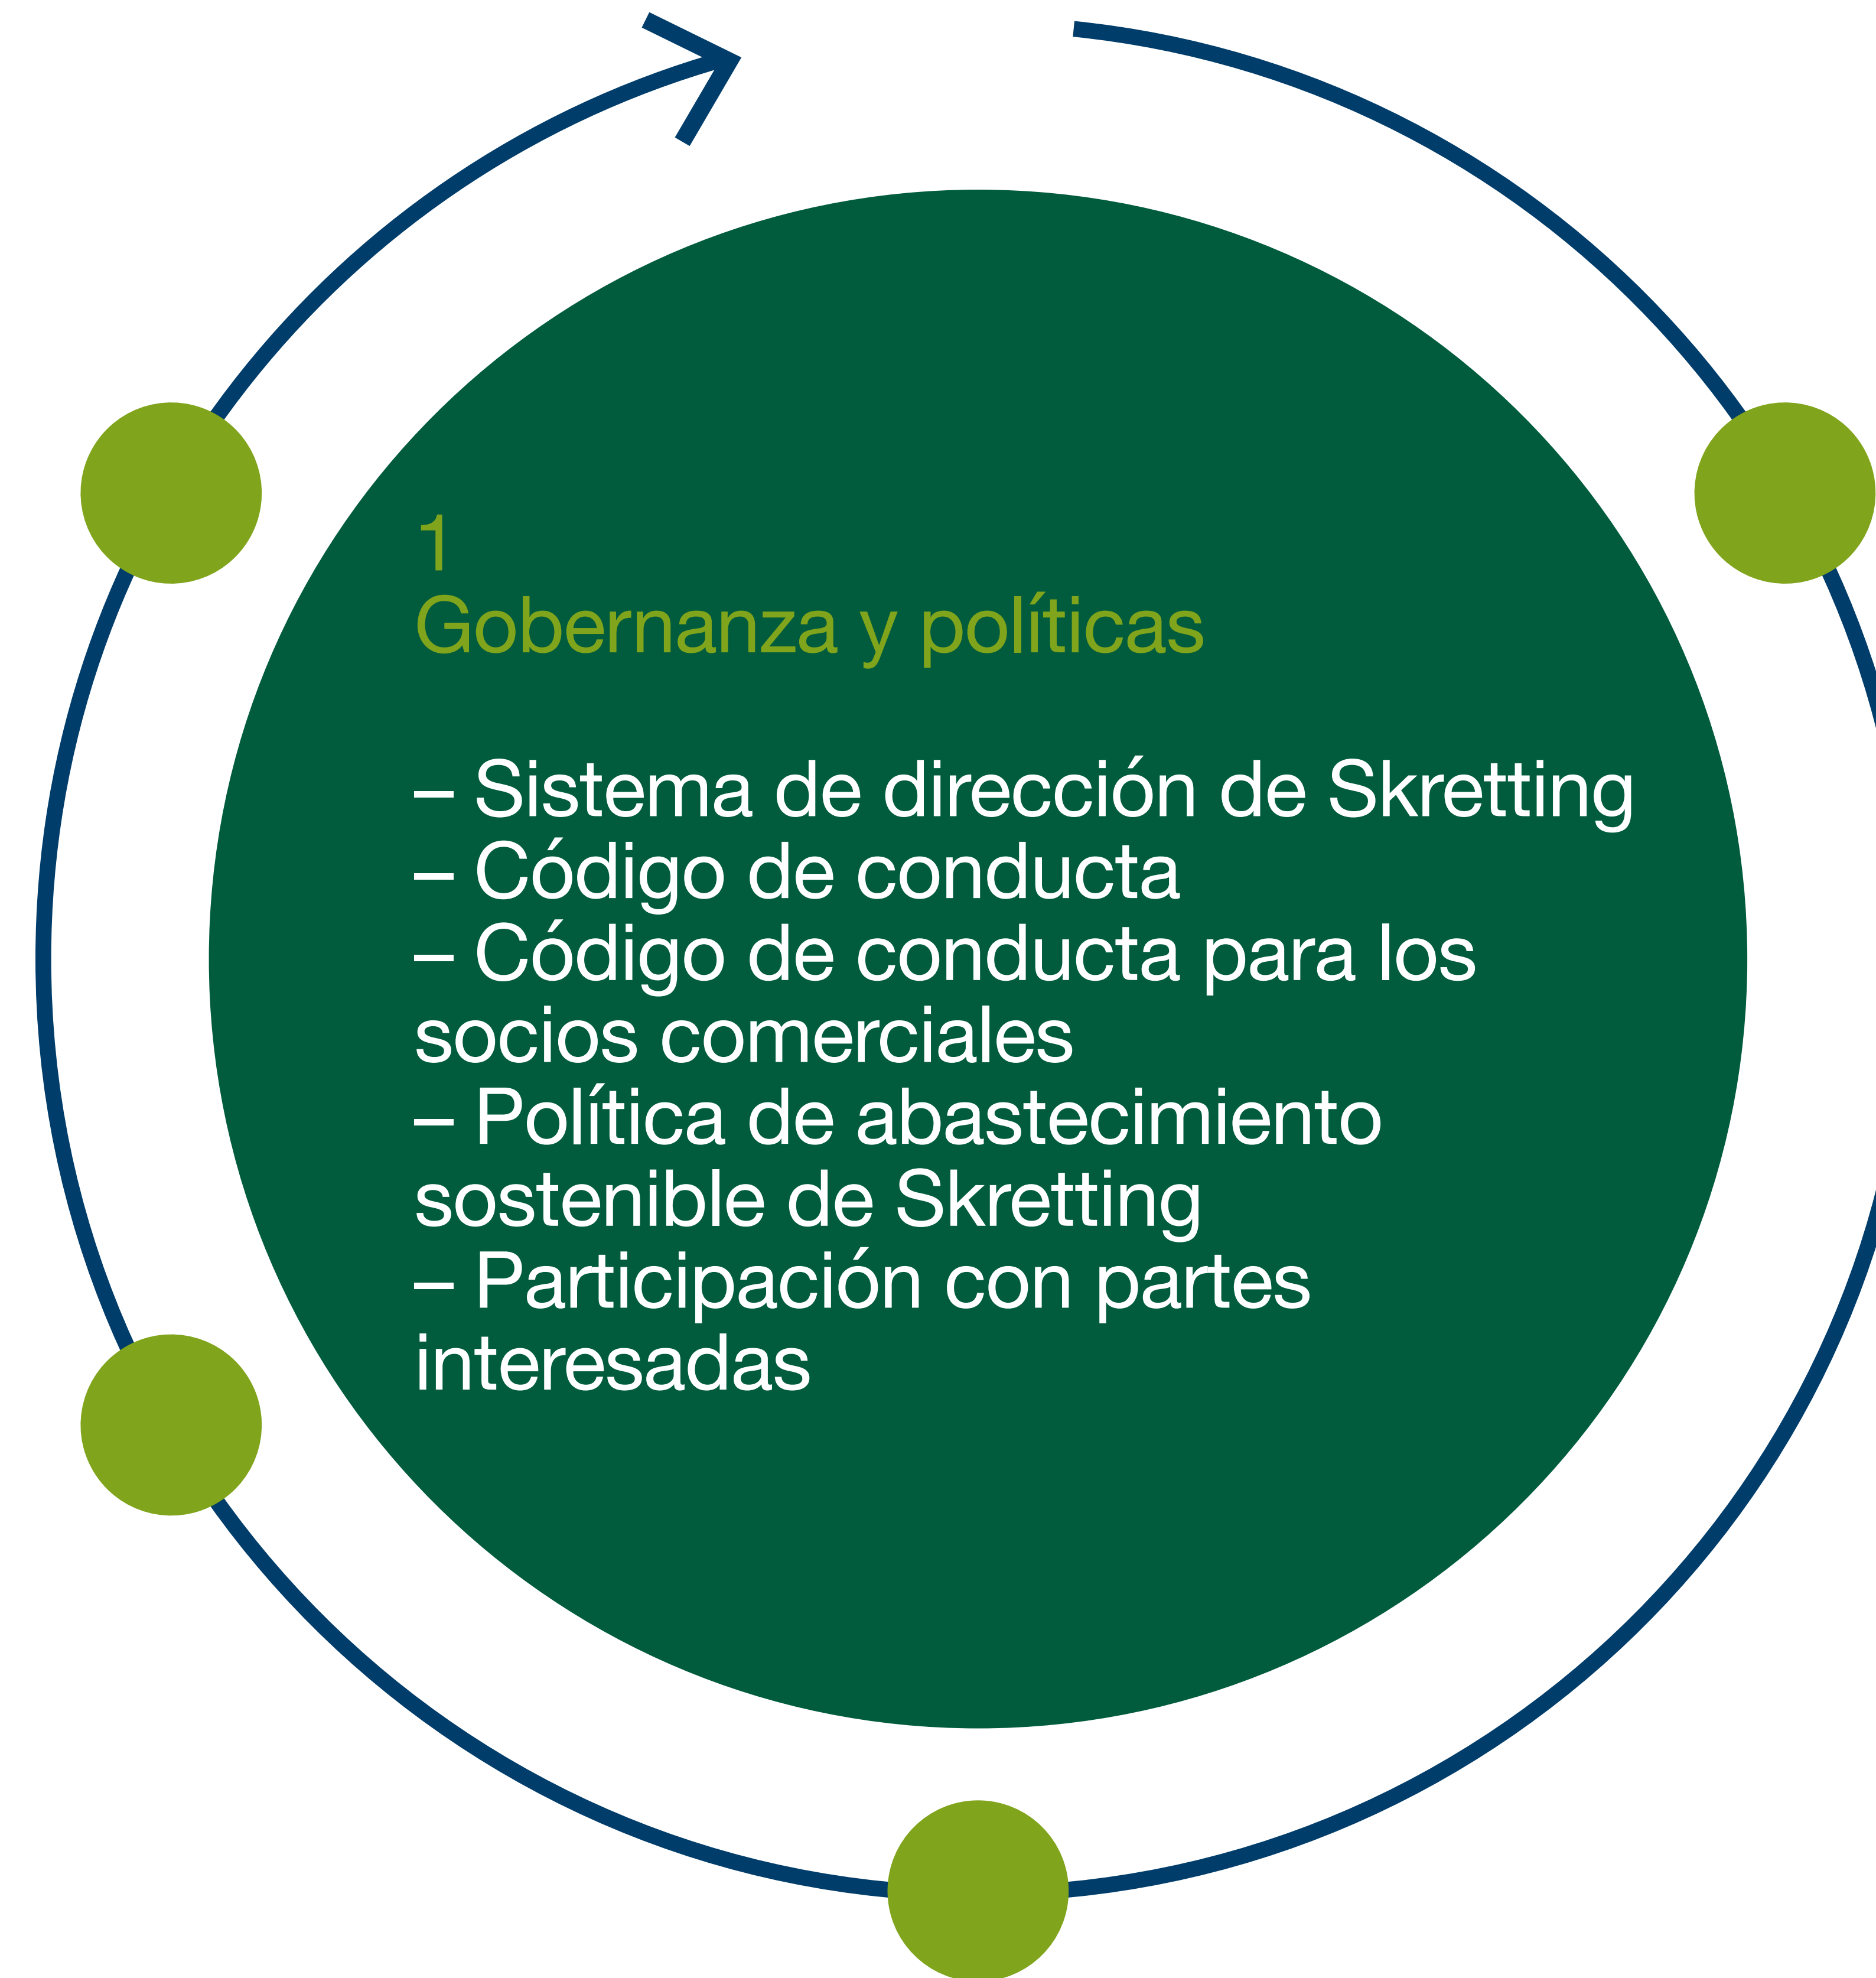 1
Gobernanza y políticas
– Sistema de dirección de Skretting
– Código de conducta
– Código de conducta para los
socios comerciales
– Política de abastecimiento
sostenible de Skretting
– Participación con partes
interesadas